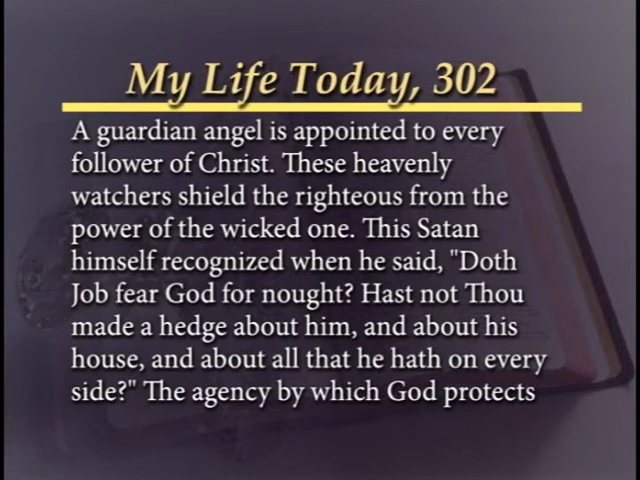 My Life Today, 302
A guardian angel is appointed to every
follower of Christ. These heavenly
watchers shield the righteous from the
power of the wicked one. This Satan
himself recognized when he said, "Doth
Job fear God for nought? Hast not Thou
made a hedge about him, and about his
house, and about all that he hath on every
side?" The agency by which God protects